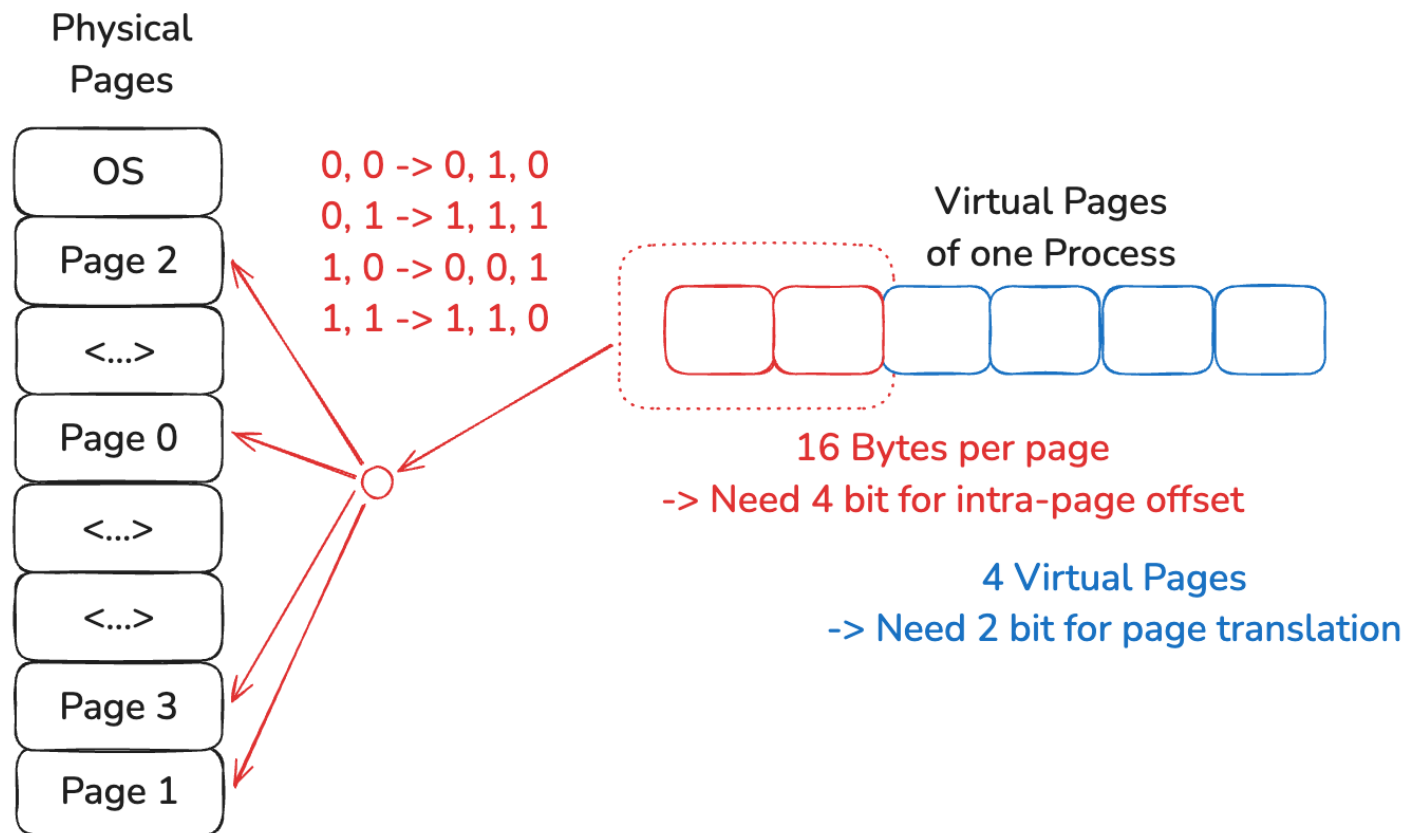 Physical
Pages
OS
Page 2
<...>
Page 0
<...>
<...>
Page 3
Page 1
0, 0 -> 0, 1, 0
0, 1 -> 1, 1, 1
1, 0 -> 0, 0, 1
1, 1 -> 1, 1, 0
Virtual Pages
of one Process
16 Bytes per page
-> Need 4 bit for intra-page offset
4 Virtual Pages
-> Need 2 bit for page translation